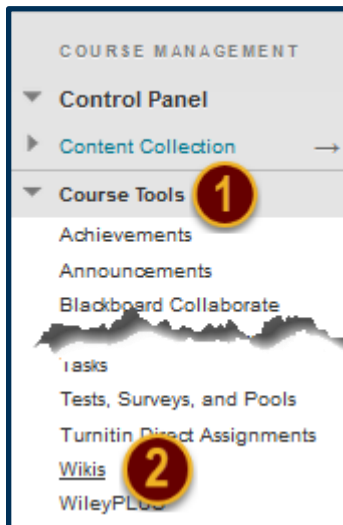 COURSE MANAGEMENT
Control Panel
Content Collection →
Course Tools 1
Achievements
Announcements
Blackboard Collaborate
Tasks
Tests, Surveys, and Pools
Turnitin Direct Assignments
Wikis 2
WileyPLUS